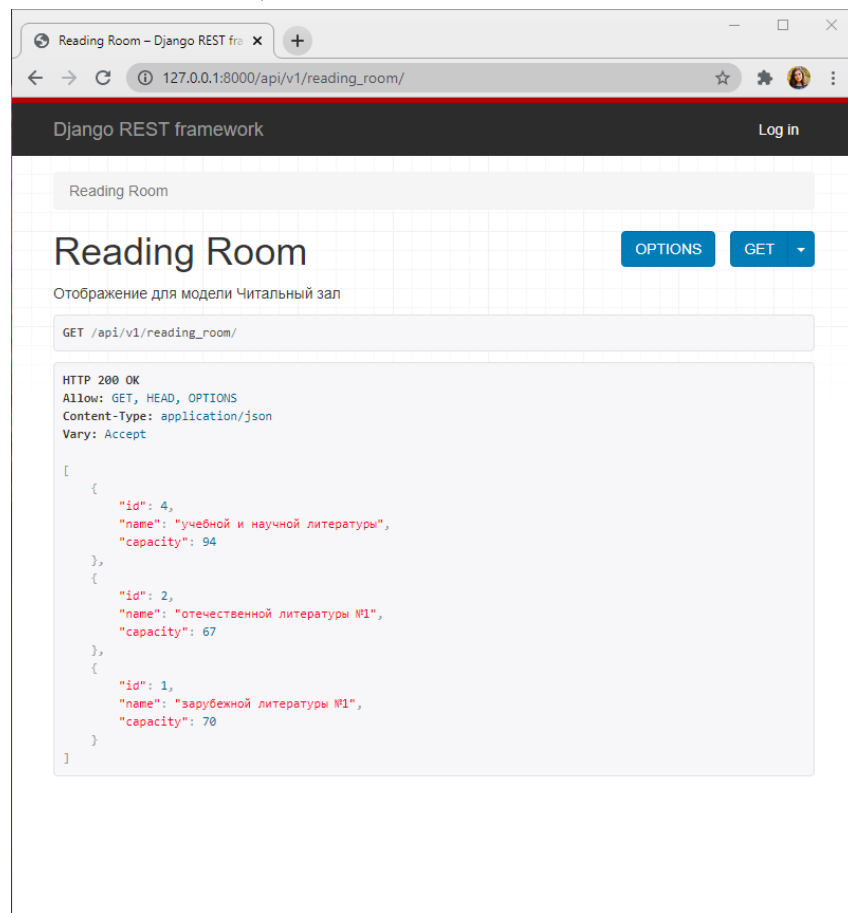 Reading Room – Django REST fra
127.0.0.1:8000/api/v1/reading_room/
Django REST framework Log in
Reading Room
Reading Room OPTIONS GET
Отображение для модели Читальный зал
GET /api/v1/reading_room/
HTTP 200 OK
Allow: GET, HEAD, OPTIONS
Content-Type: application/json
Vary: Accept
[
    {
        "id": 4,
        "name": "учебной и научной литературы",
        "capacity": 94
    },
    {
        "id": 2,
        "name": "отечественной литературы №1",
        "capacity": 67
    },
    {
        "id": 1,
        "name": "зарубежной литературы №1",
        "capacity": 70
    }
]